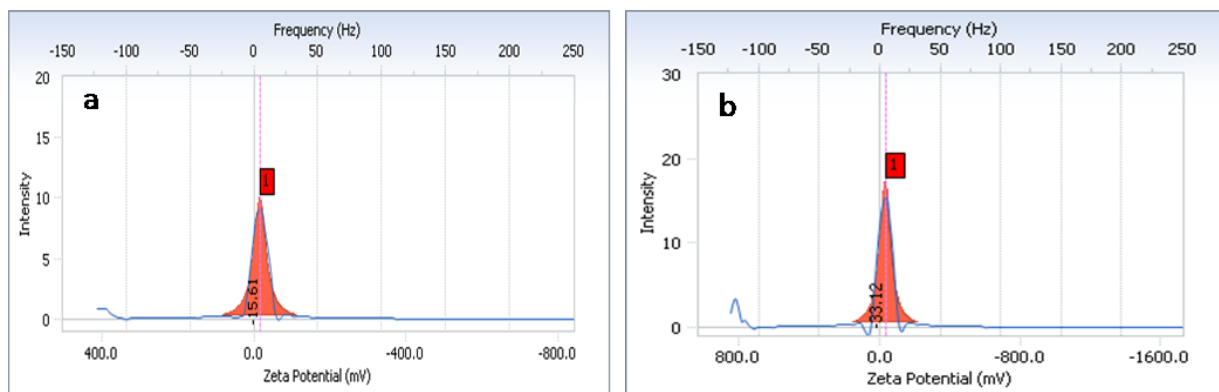 Frequency (Hz)
-150 -100 -50 0 50 100 150 200 250
20
15
10
5
0
Intensity
a
1
-15.61
400.0 0.0 -400.0 -800.0
Zeta Potential (mV)
Frequency (Hz)
-150 -100 -50 0 50 100 150 200 250
30
20
10
0
Intensity
b
1
-33.12
800.0 0.0 -800.0 -1600.0
Zeta Potential (mV)